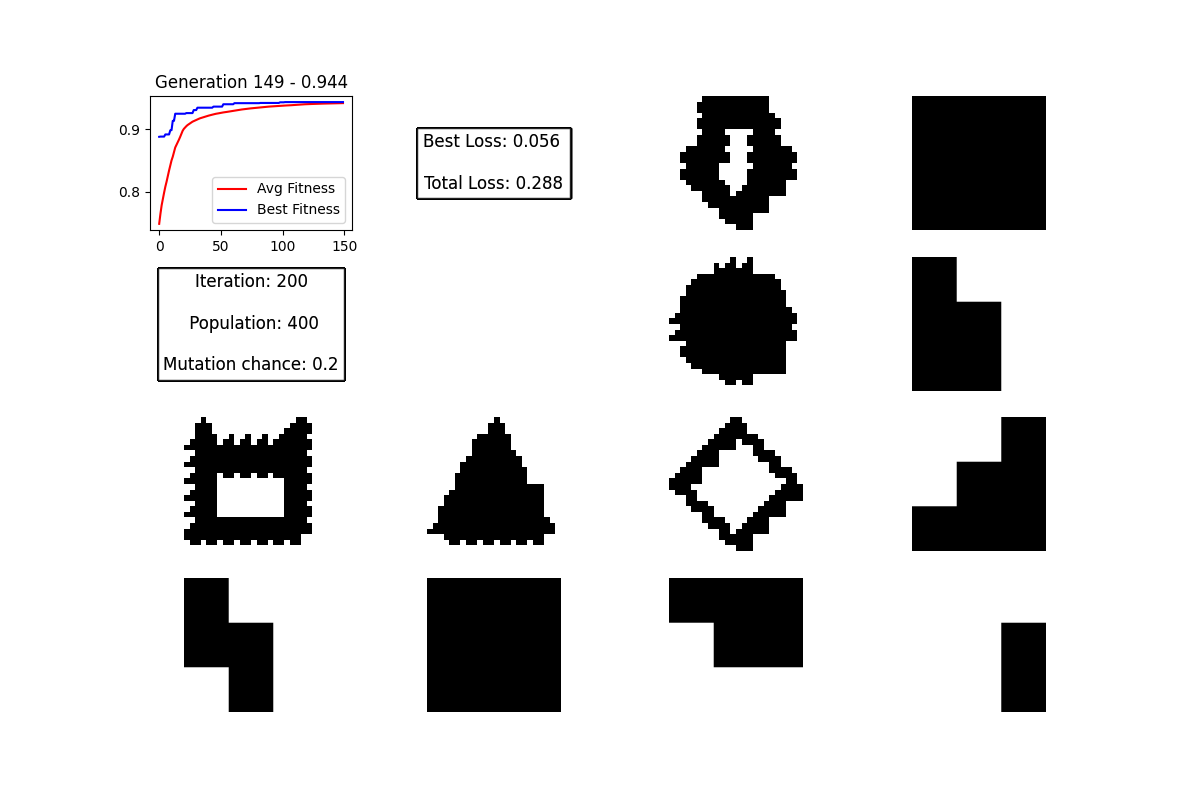 Generation 149 - 0.944
0.9
0.8
Avg Fitness
Best Fitness
0 50 100 150
Best Loss: 0.056
Total Loss: 0.288
Iteration: 200
Population: 400
Mutation chance: 0.2